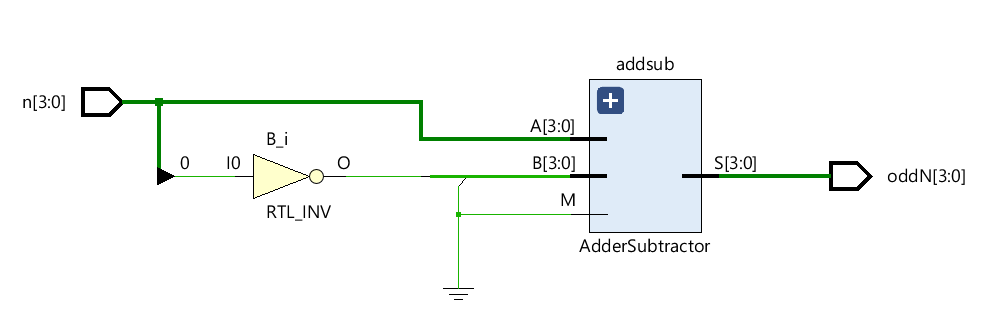 addsub
n[3:0]
A[3:0]
B_i
0
I0
O
B[3:0]
S[3:0]
oddN[3:0]
RTL_INV
M
AdderSubtractor